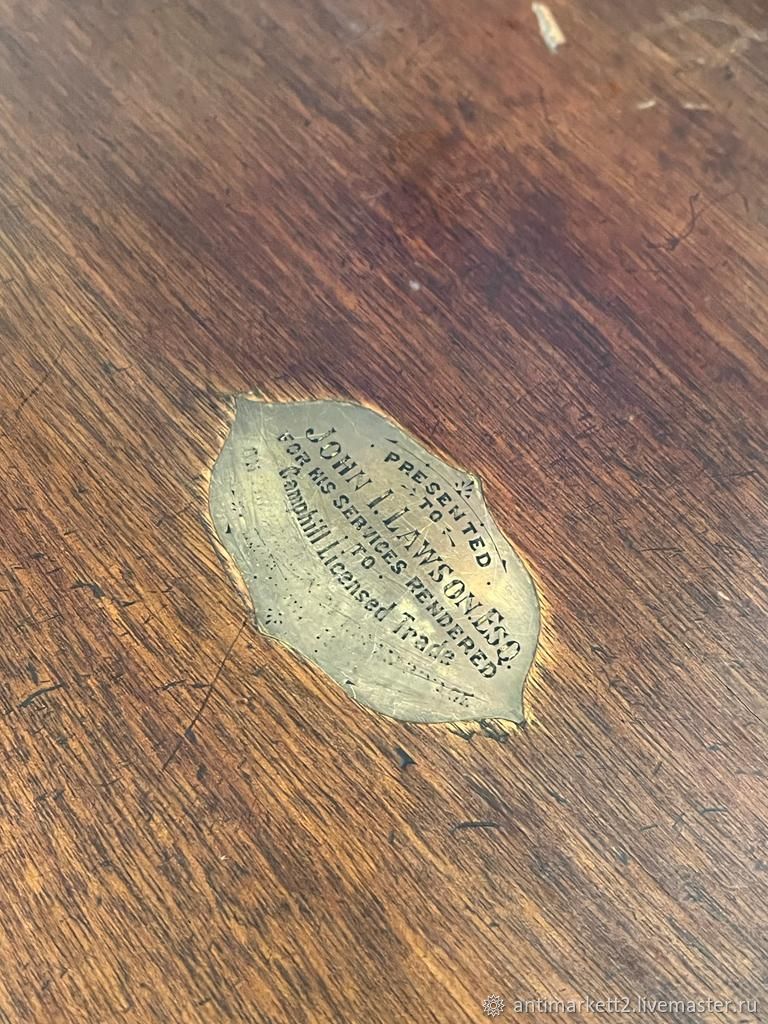 PRESENTED
TO
JOHN I. LAWSON, ESQ.
FOR HIS SERVICES RENDERED
TO
Camphill Licensed Trade
antimarkett2.livemaster.ru